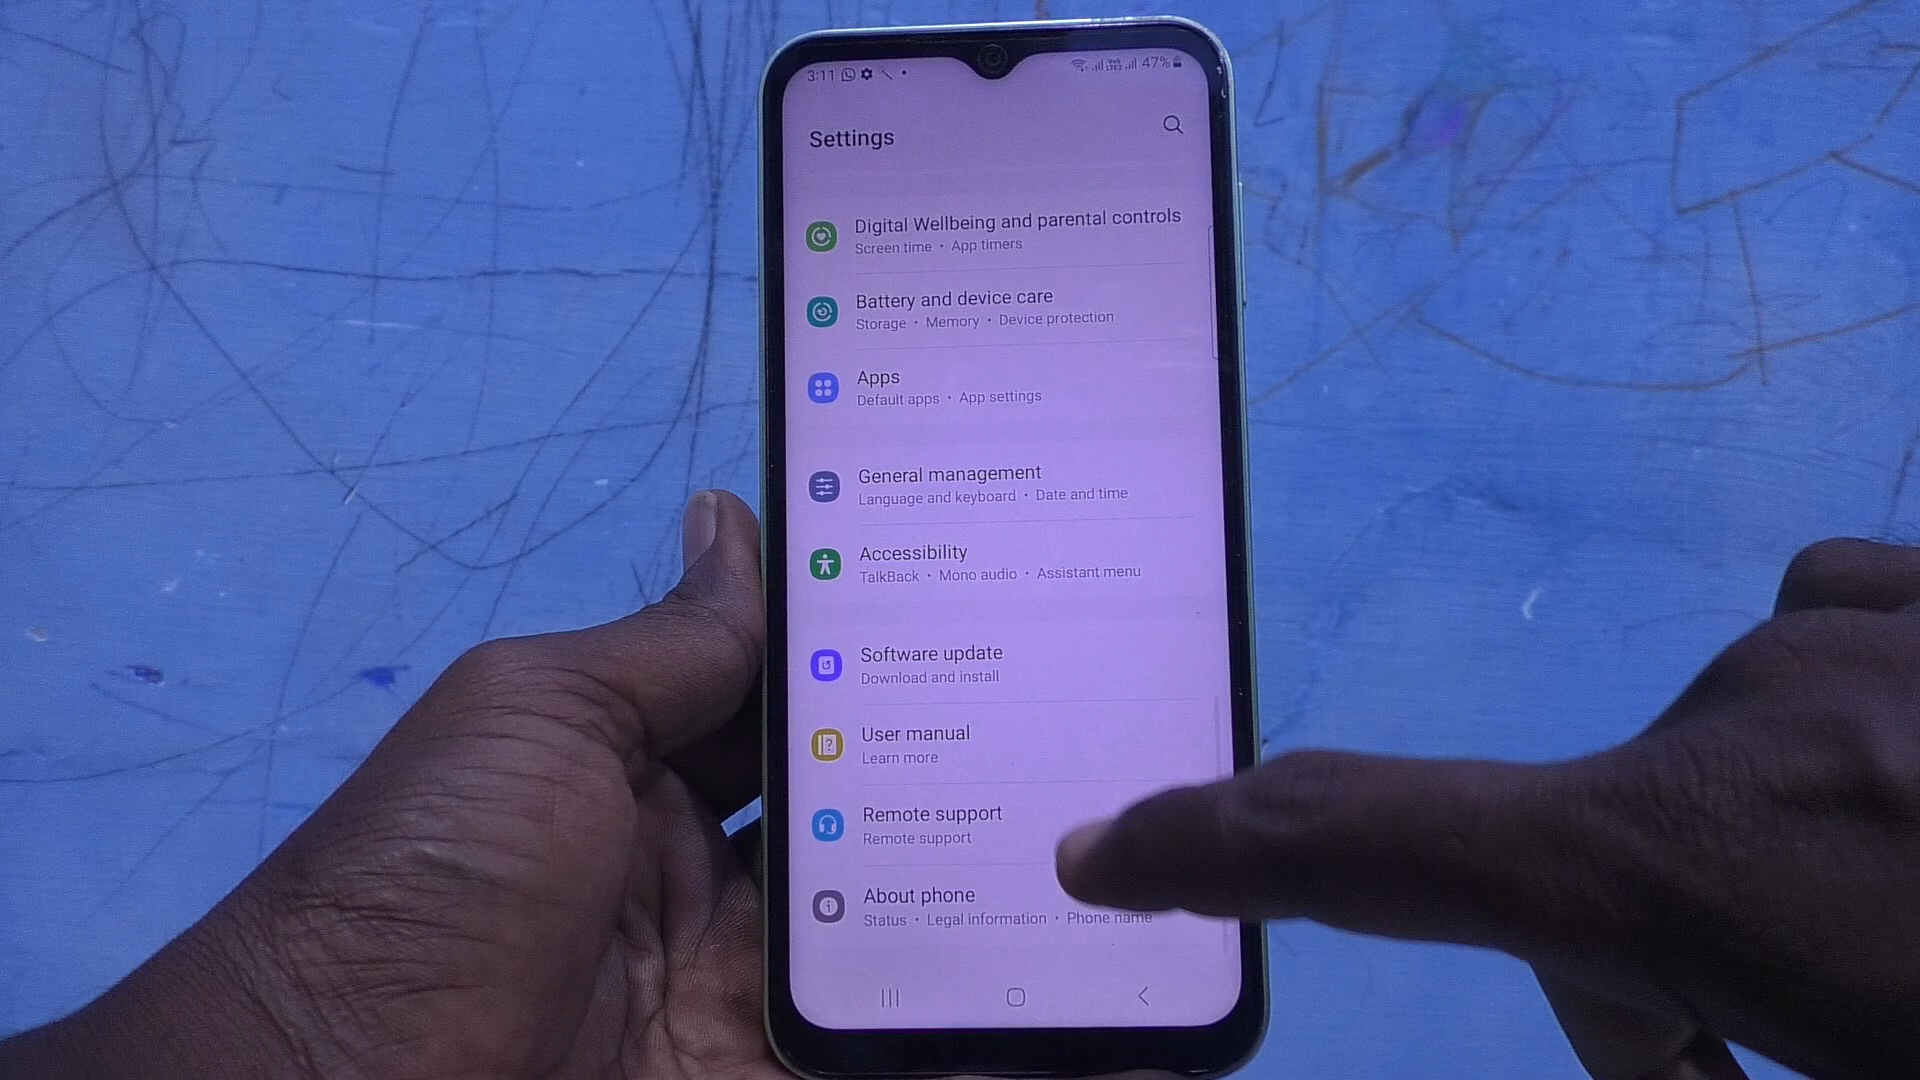 3:11 47%
Settings
Digital Wellbeing and parental controls
Screen time • App timers
Battery and device care
Storage • Memory • Device protection
Apps
Default apps • App settings
General management
Language and keyboard • Date and time
Accessibility
TalkBack • Mono audio • Assistant menu
Software update
Download and install
User manual
Learn more
Remote support
Remote support
About phone
Status • Legal information • Phone name